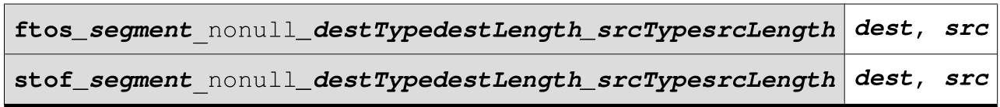 ftos_segment_nonull_destTypedestLength_srcTypesrcLength dest, src
stof_segment_nonull_destTypedestLength_srcTypesrcLength dest, src